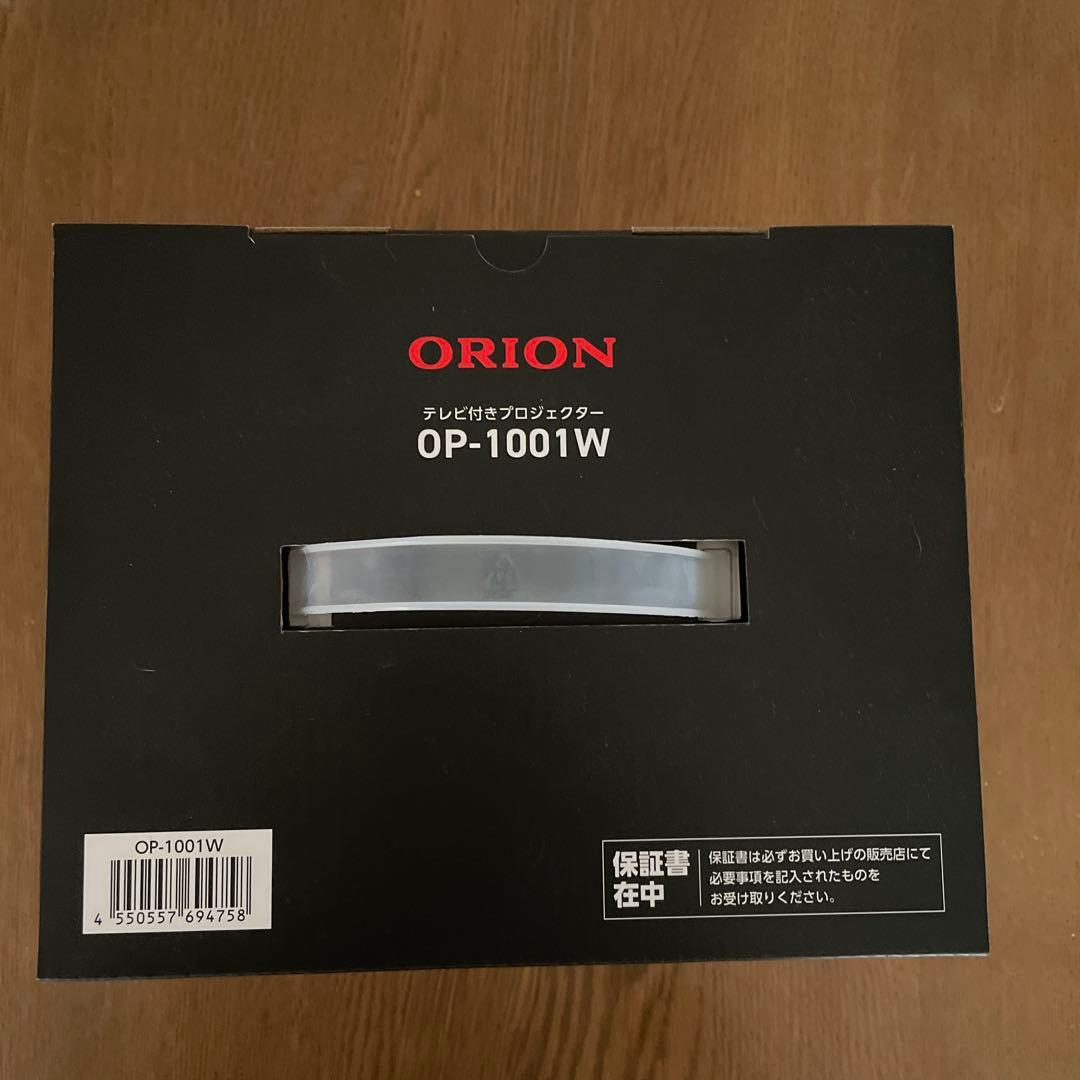 ORION
テレビ付きプロジェクター
OP-1001W
OP-1001W
4 550557 694758
保証書
在中
保証書は必ずお買い上げの販売店にて
必要事項を記入されたものを
お受け取りください。